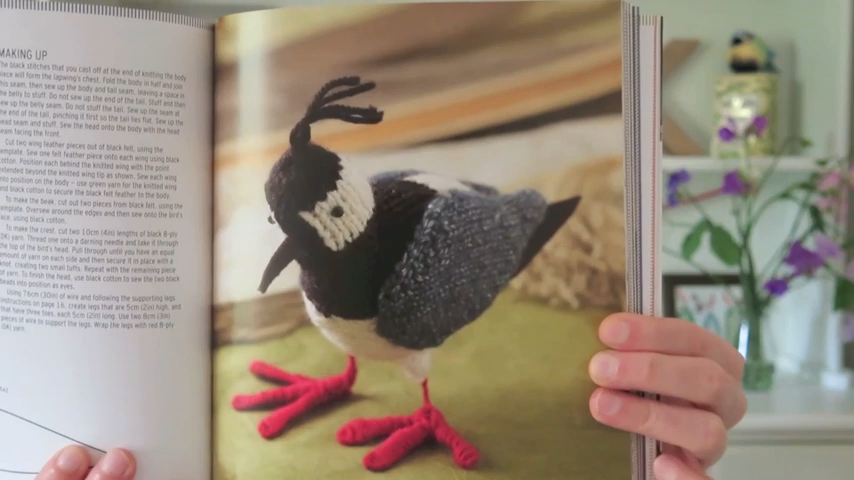 MAKING UP
The black stitches that you cast off at the end of knitting the body
piece will form the lapwing's chest. Fold the body in half and join
this seam, then sew up the body and tail seam, leaving a space in
the belly to stuff. Do not sew up the end of the tail. Stuff and then
sew up the belly seam. Do not stuff the tail. Sew up the seam at
the end of the tail, pinching it first so the tail lies flat. Sew up the
head seam and stuff. Sew the head onto the body with the head
seam facing the front.
Cut two wing feather pieces out of black felt, using the
template. Sew one felt feather piece onto each wing using black
cotton. Position each behind the knitted wing with the point
extended beyond the knitted wing tip as shown. Sew each wing
into position on the body – use green yarn for the knitted wing
and black cotton to secure the black felt feather to the body.
To make the beak, cut out two pieces from black felt, using the
template. Oversew around the edges and then sew onto the bird's
face, using black cotton.
To make the crest, cut two 10cm (4in) lengths of black 8-ply
(DK) yarn. Thread one onto a darning needle and take it through
the top of the bird's head. Pull through until you have an equal
amount of yarn on each side and then secure it in place with a
knot, creating two small tufts. Repeat with the remaining piece
of yarn. To finish the head, use black cotton to sew the two black
beads into position as eyes.
Using 76cm (30in) of wire and following the supporting legs
instructions on page 16, create legs that are 5cm (2in) high, and
that have three toes, each 5cm (2in) long. Use two 8cm (3in)
pieces of wire to support the legs. Wrap the legs with red 8-ply
(DK) yarn.